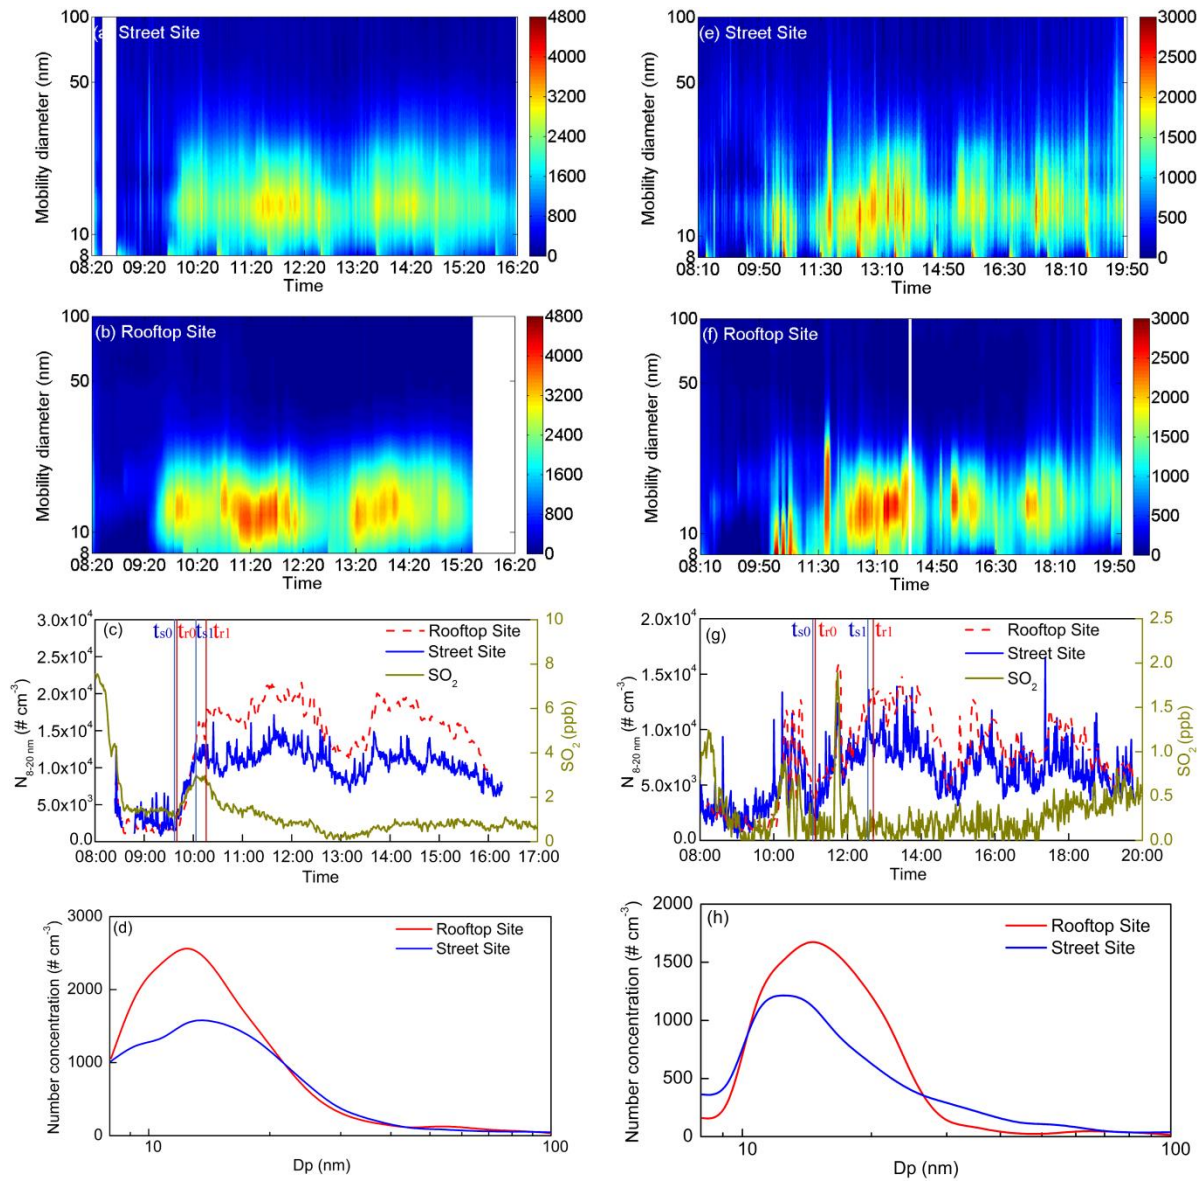 (a) Street Site
Mobility diameter (nm)
100
50
10
8
08:20 09:20 10:20 11:20 12:20 13:20 14:20 15:20 16:20
Time
4800
4000
3200
2400
1600
800
0
(e) Street Site
Mobility diameter (nm)
100
50
10
8
08:10 09:50 11:30 13:10 14:50 16:30 18:10 19:50
Time
3000
2500
2000
1500
1000
500
0
(b) Rooftop Site
Mobility diameter (nm)
100
50
10
8
08:20 09:20 10:20 11:20 12:20 13:20 14:20 15:20 16:20
Time
4800
4000
3200
2400
1600
800
0
(f) Rooftop Site
Mobility diameter (nm)
100
50
10
8
08:10 09:50 11:30 13:10 14:50 16:30 18:10 19:50
Time
3000
2500
2000
1500
1000
500
0
(c)
ts0 tr0 ts1 tr1
Rooftop Site
Street Site
SO2
N8-20 nm (# cm-3)
3.0x10^4
2.5x10^4
2.0x10^4
1.5x10^4
1.0x10^4
5.0x10^3
0.0
08:00 09:00 10:00 11:00 12:00 13:00 14:00 15:00 16:00 17:00
Time
10
8
6
4
2
0
SO2 (ppb)
(g)
ts0 tr0 ts1 tr1
Rooftop Site
Street Site
SO2
N8-20 nm (# cm-3)
2.0x10^4
1.5x10^4
1.0x10^4
5.0x10^3
0.0
08:00 10:00 12:00 14:00 16:00 18:00 20:00
Time
2.5
2.0
1.5
1.0
0.5
0.0
SO2 (ppb)
(d)
Rooftop Site
Street Site
Number concentration (# cm-3)
3000
2000
1000
0
10 100
Dp (nm)
(h)
Rooftop Site
Street Site
Number concentration (# cm-3)
2000
1500
1000
500
0
10 100
Dp (nm)